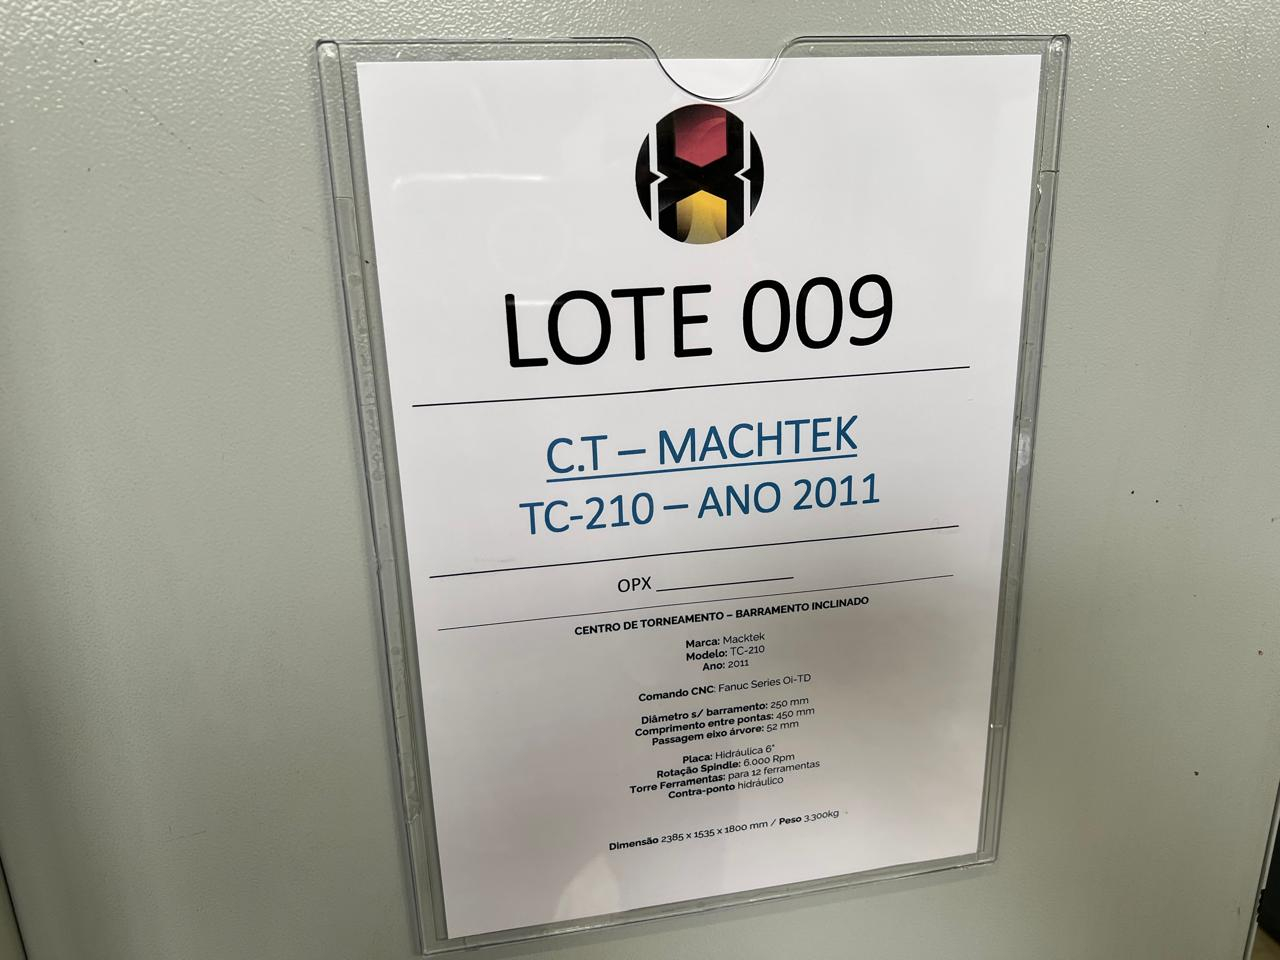 LOTE 009
C.T – MACHTEK
TC-210 – ANO 2011
OPX ______________
CENTRO DE TORNEAMENTO – BARRAMENTO INCLINADO
Marca: Macktek
Modelo: TC-210
Ano: 2011
Comando CNC: Fanuc Series Oi-TD
Diâmetro s/ barramento: 250 mm
Comprimento entre pontas: 450 mm
Passagem eixo árvore: 52 mm
Placa: Hidráulica 6"
Rotação Spindle: 6.000 Rpm
Torre Ferramentas: para 12 ferramentas
Contra-ponto hidráulico
Dimensão 2385 x 1535 x 1800 mm / Peso 3.300kg